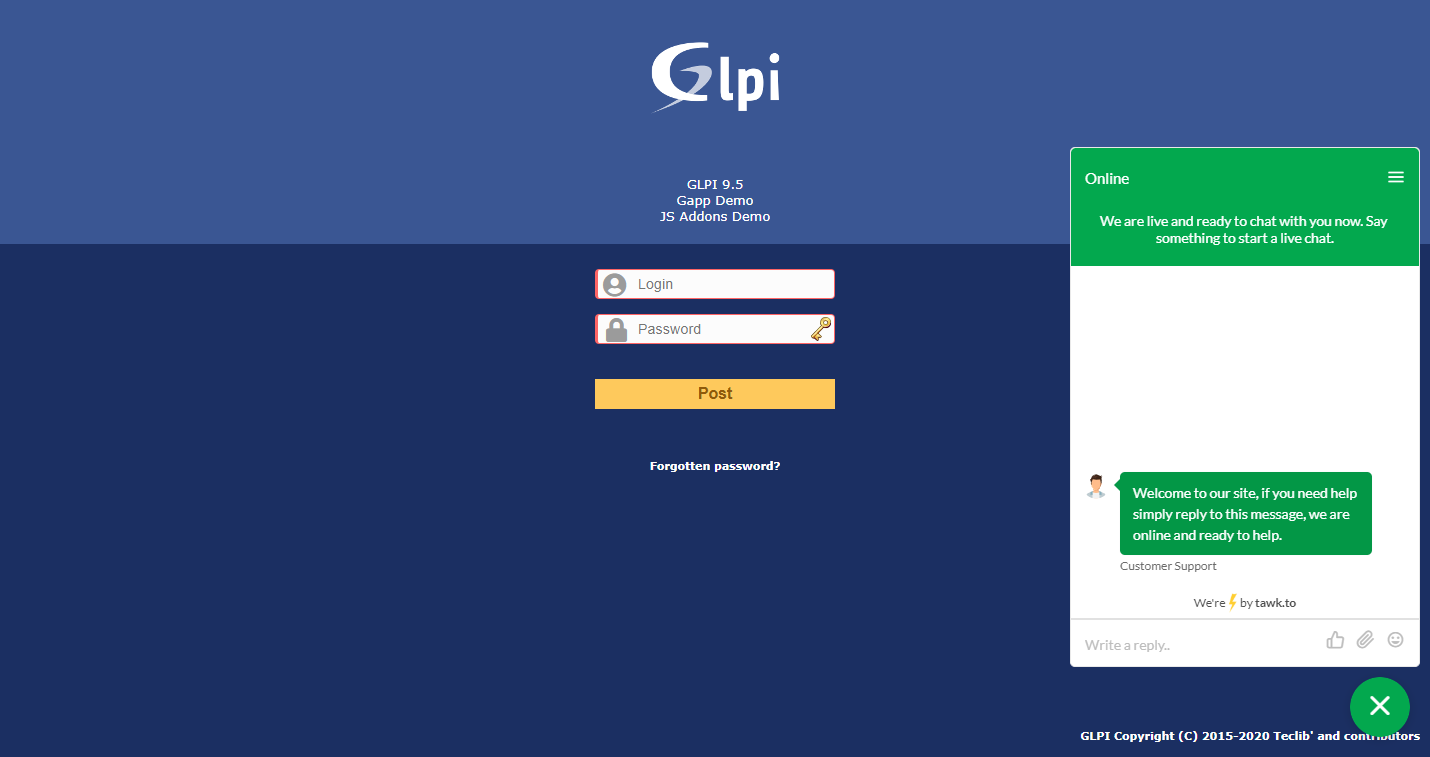 Glpi
GLPI 9.5
Gapp Demo
JS Addons Demo
Login
Password
Post
Forgotten password?
Online
We are live and ready to chat with you now. Say
something to start a live chat.
Welcome to our site, if you need help
simply reply to this message, we are
online and ready to help.
Customer Support
We're by tawk.to
Write a reply..
GLPI Copyright (C) 2015-2020 Teclib' and contributors